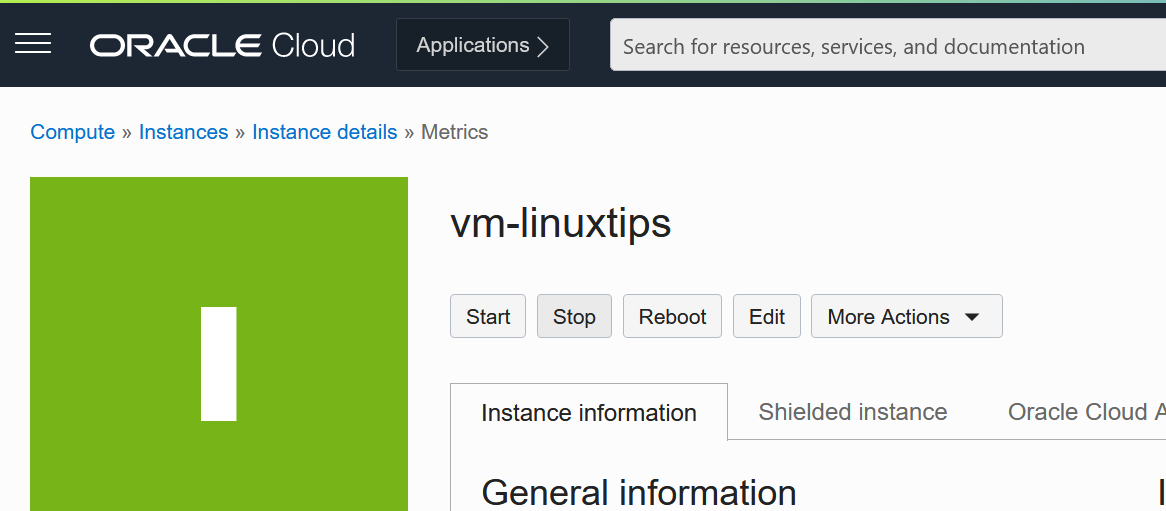 ORACLE Cloud
Applications
Search for resources, services, and documentation
Compute » Instances » Instance details » Metrics
I
vm-linuxtips
Start Stop Reboot Edit More Actions
Instance information Shielded instance Oracle Cloud A
General information